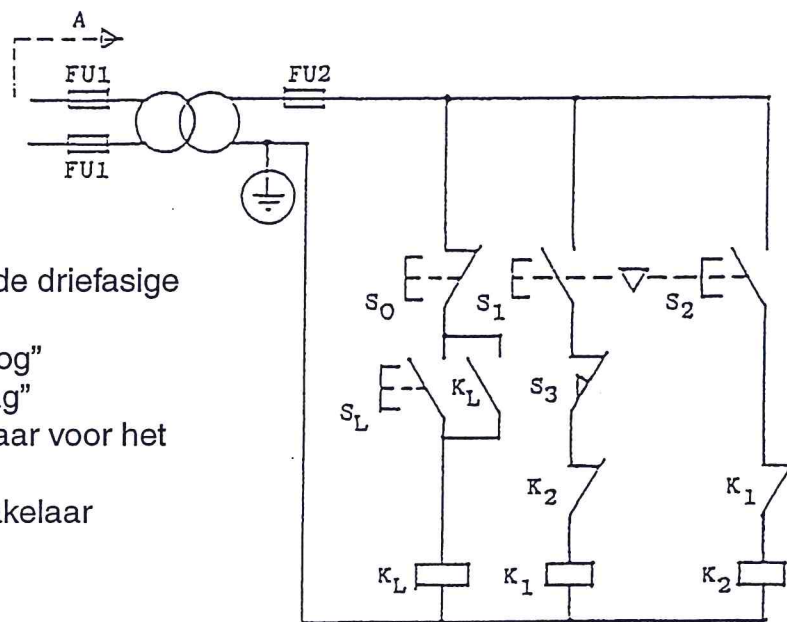 A
FU1
FU2
FU1
de driefasige
S0
S1
S2
og”
g”
aar voor het
SL
KL
S3
akelaar
K2
K1
KL
K1
K2